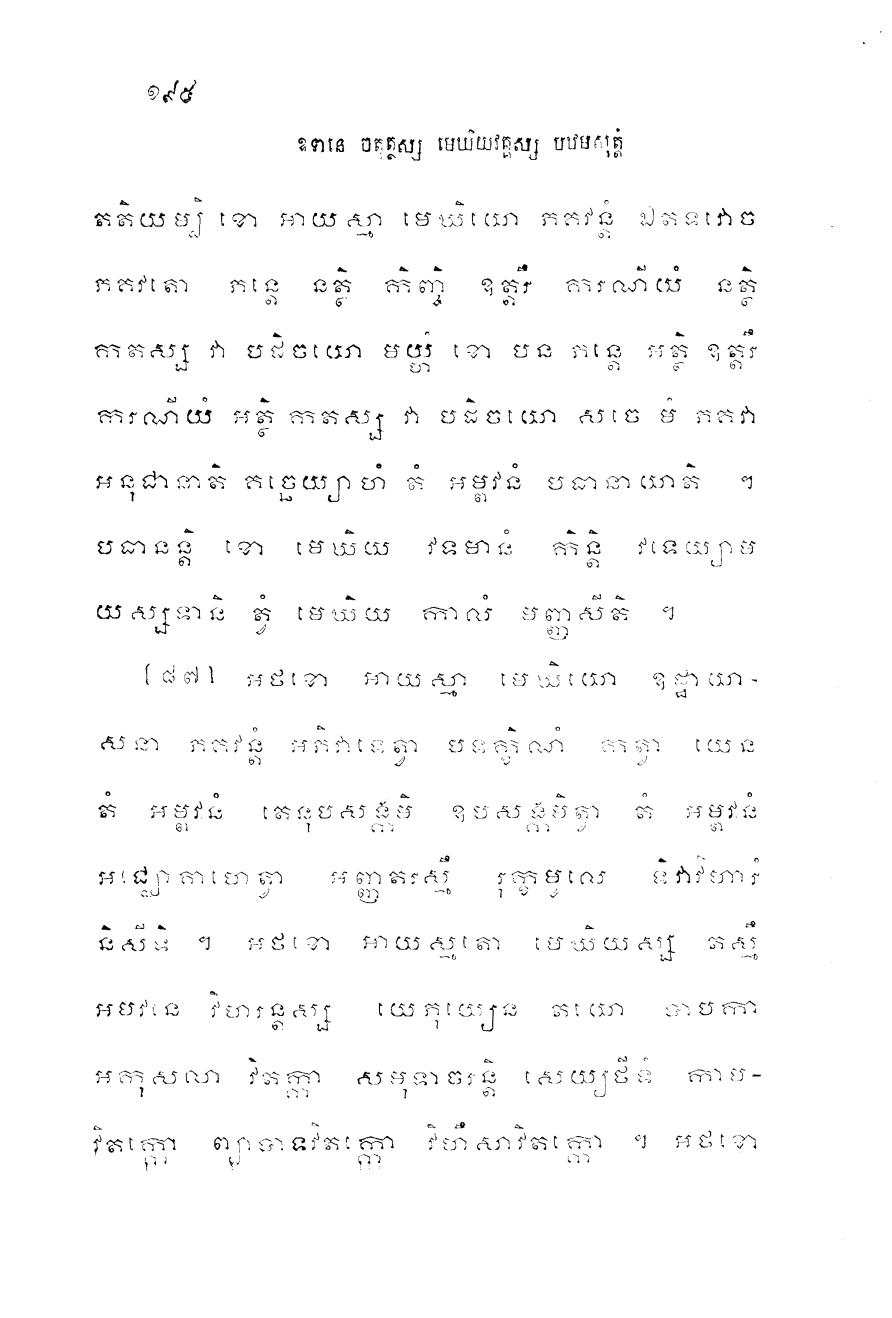 ១៩៥
ឧទានេ ចតុត្ថស្ស មេឃិយវគ្គស្ស បឋមសុត្តំ
តតិយម្បិ ខោ អាយស្មា មេឃិយោ ភគវន្តំ ឯតទវោច
ភគវតោ ភន្តេ នត្ថិ កិញ្ចិ ឧត្តរឹ ករណីយំ នត្ថិ
កាតស្ស វា បដិចយោ មយ្ហំ ខោ បន ភន្តេ អត្ថិ ឧត្តរឹ
ករណីយំ អត្ថិ កាតស្ស វា បដិចយោ សចេ មំ ភគវា
អនុជានាតិ គច្ឆេយ្យាហំ តំ អម្ពវនំ បធានាយាតិ ។
បធានន្តិ ខោ មេឃិយ វទមានំ កិន្តិ វទេយ្យាម
យស្សទានិ ត្វំ មេឃិយ កាលំ មញ្ញសីតិ ។
[៨៧] អថខោ អាយស្មា មេឃិយោ ឧដ្ឋាយា-
សនា ភគវន្តំ អភិវាទេត្វា បទក្ខិណំ កត្វា យេន
តំ អម្ពវនំ តេនុបសង្កមិ ឧបសង្កមិត្វា តំ អម្ពវនំ
អជ្ឈោគាហេត្វា អញ្ញតរស្មឹ រុក្ខមូលេ ទិវាវិហារំ
និសីទិ ។ អថខោ អាយស្មតោ មេឃិយស្ស តស្មឹ
អម្ពវនេ វិហរន្តស្ស យេភុយ្យេន តយោ បាបកា
អកុសលា វិតក្កា សមុទាចរន្តិ សេយ្យថីទំ កាម-
វិតក្កោ ព្យាបាទវិតក្កោ វិហឹសាវិតក្កោ ។ អថខោ